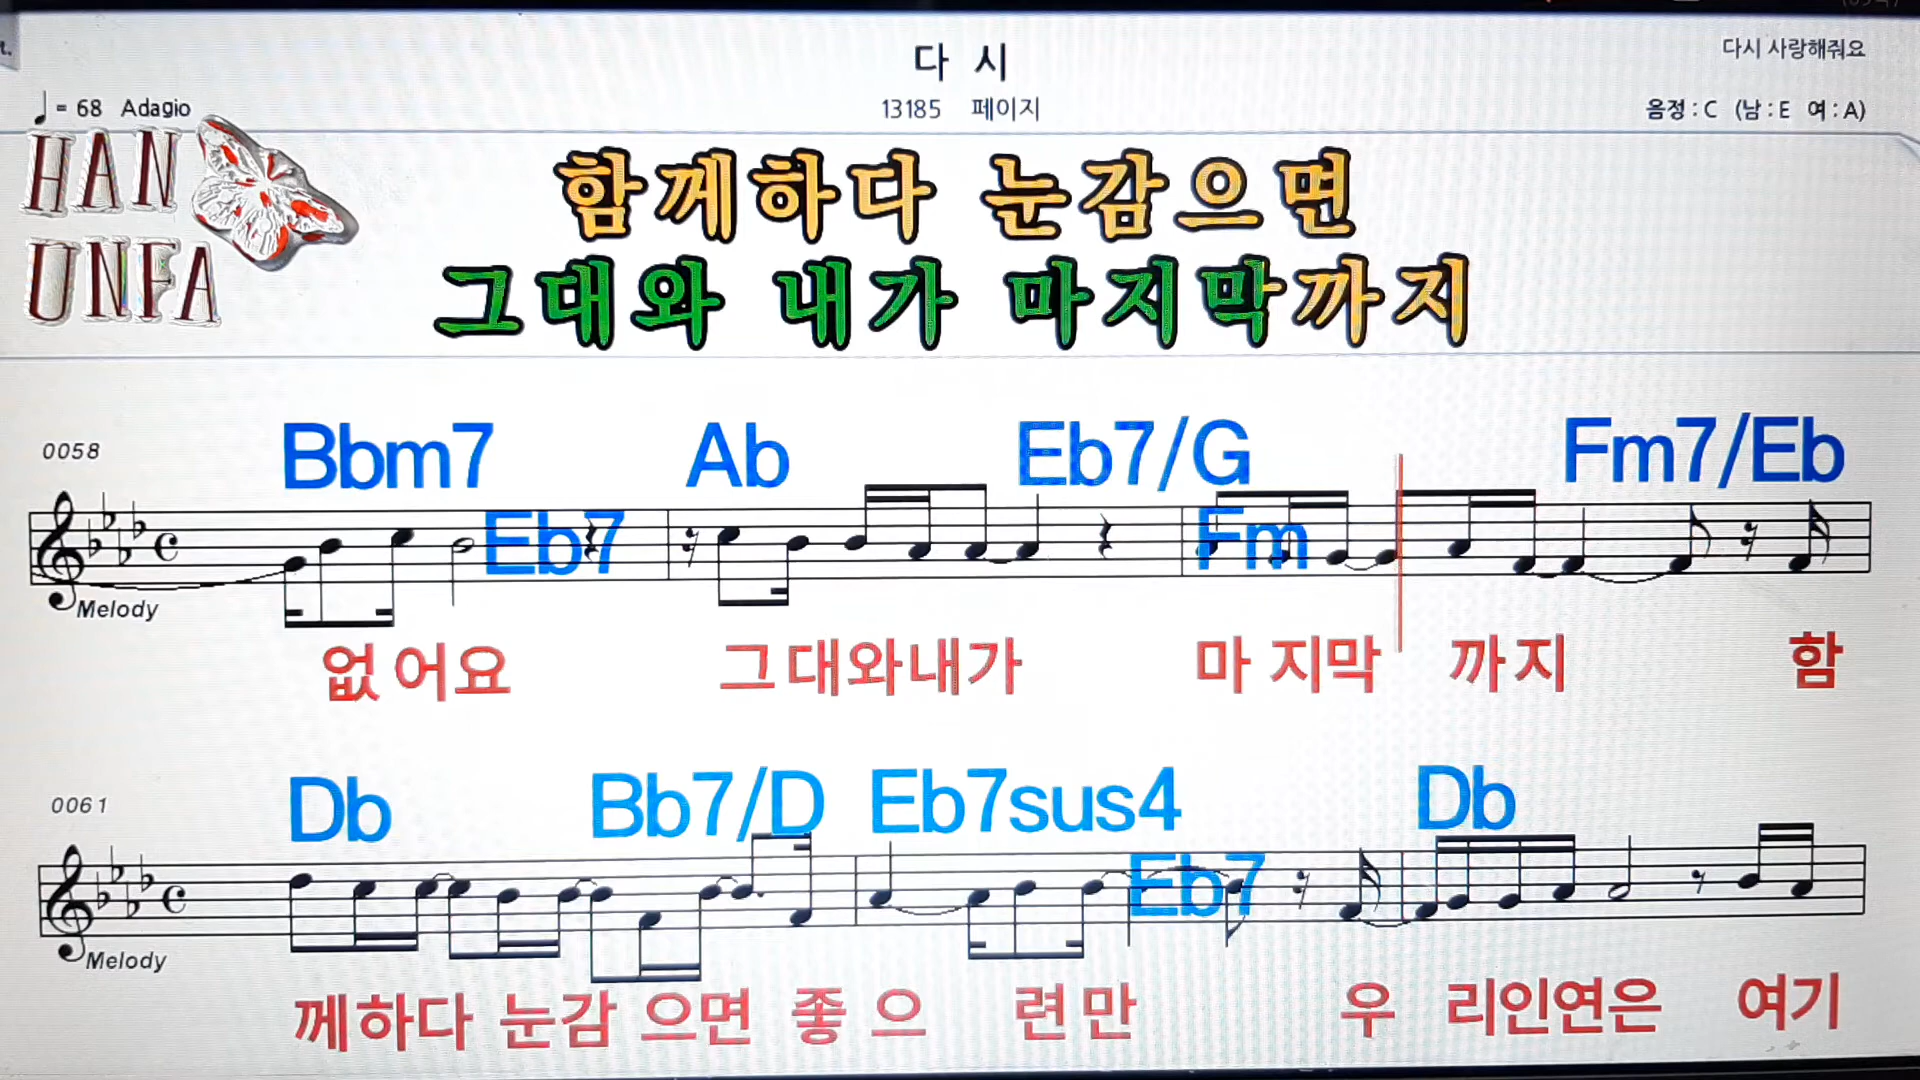 다 시
다시 사랑해줘요
= 68 Adagio
13185 페이지
음정 : C (남 : E 여 : A)
HAN
UNFA
함께하다 눈감으면
그대와 내가 마지막까지
0058
Bbm7 Ab Eb7/G Fm7/Eb
Eb7 Fm
Melody
없어요 그대와내가 마 지막 까지 함
0061
Db Bb7/D Eb7sus4 Db
Eb7
Melody
께하다 눈감 으면 좋 으 련만 우 리인연은 여기